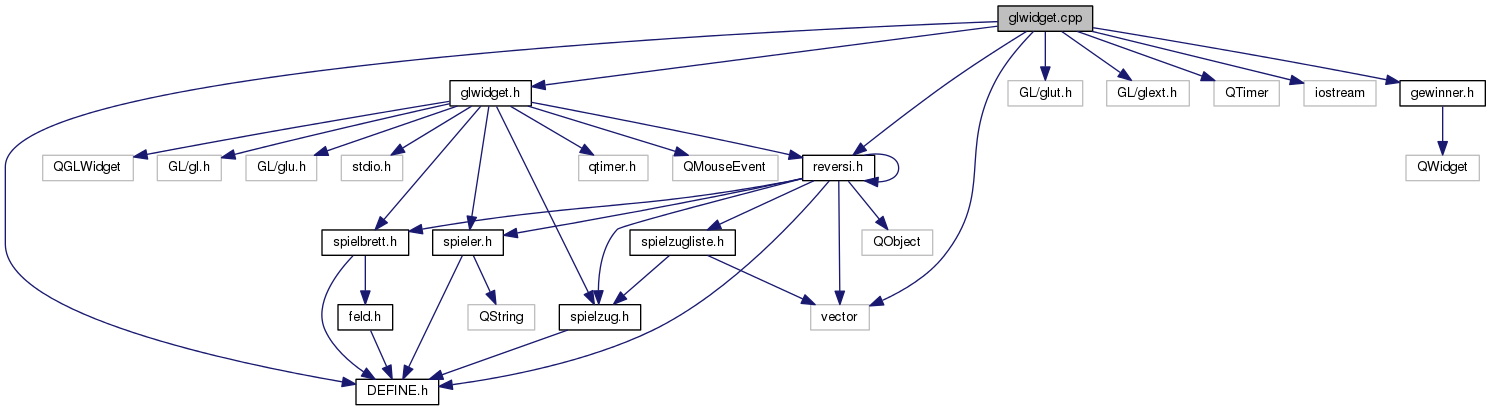 glwidget.cpp
glwidget.h
GL/glut.h
GL/glext.h
QTimer
iostream
gewinner.h
QGLWidget
GL/gl.h
GL/glu.h
stdio.h
qtimer.h
QMouseEvent
reversi.h
QWidget
spielbrett.h
spieler.h
spielzugliste.h
QObject
feld.h
QString
spielzug.h
vector
DEFINE.h